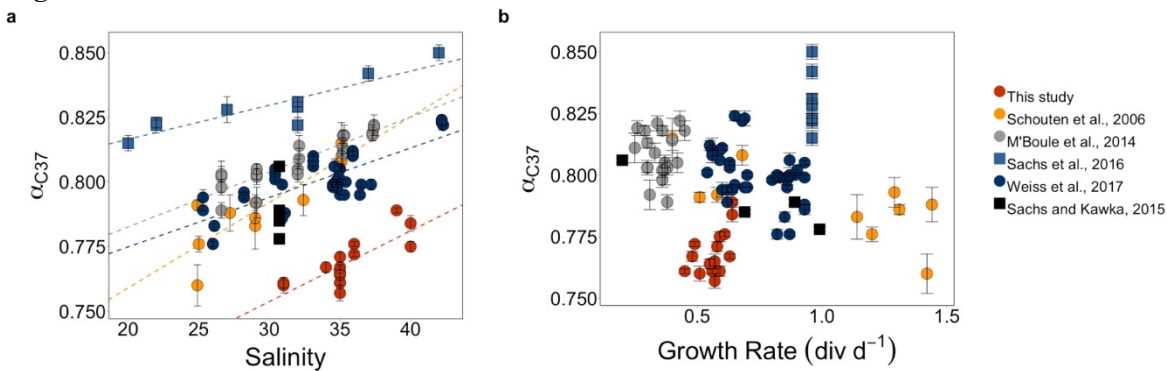 a
b
0.850
0.825
0.800
0.775
0.750
αC37
20
25
30
35
40
Salinity
0.850
0.825
0.800
0.775
0.750
αC37
0.5
1.0
1.5
Growth Rate (div d⁻¹)
This study
Schouten et al., 2006
M'Boule et al., 2014
Sachs et al., 2016
Weiss et al., 2017
Sachs and Kawka, 2015